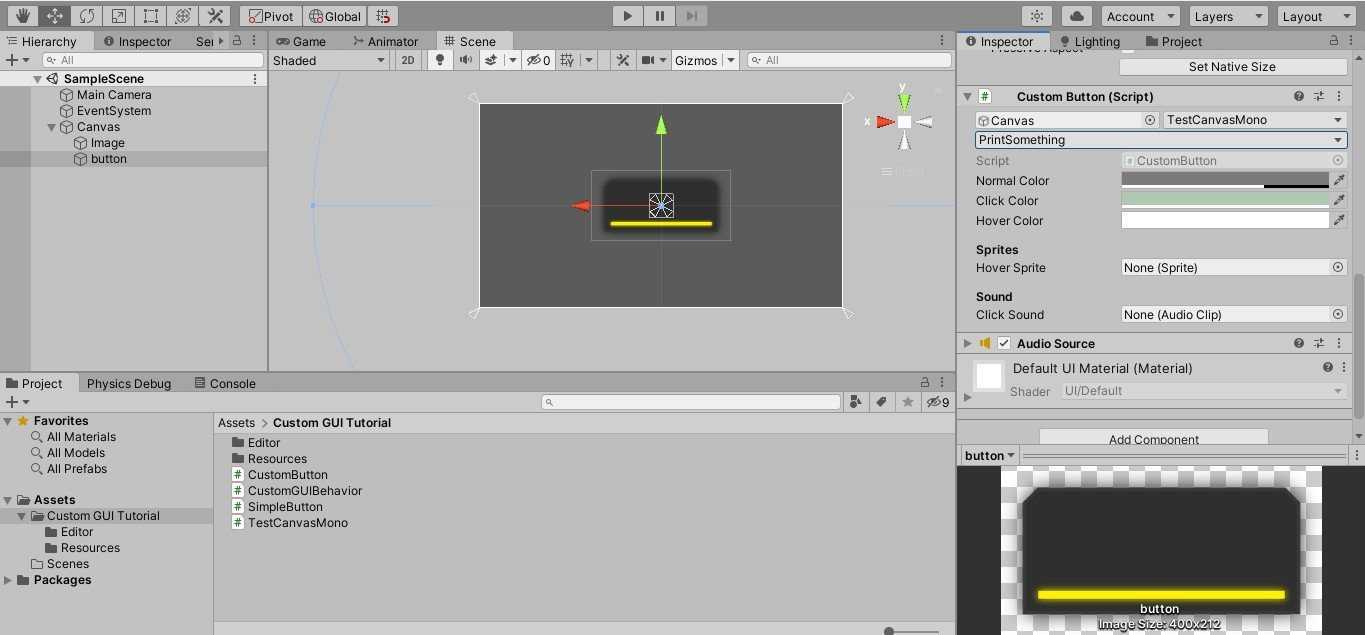 Pivot Global Account Layers Layout
Hierarchy Inspector Se
All
SampleScene
Main Camera
EventSystem
Canvas
Image
button
Game Animator Scene
Shaded 2D 0 Gizmos All
y
x
Inspector Lighting Project
Set Native Size
# Custom Button (Script)
Canvas TestCanvasMono
PrintSomething
Script # CustomButton
Normal Color
Click Color
Hover Color
Sprites
Hover Sprite None (Sprite)
Sound
Click Sound None (Audio Clip)
Audio Source
Default UI Material (Material)
Shader UI/Default
Add Component
Project Physics Debug Console
9
Favorites
All Materials
All Models
All Prefabs
Assets
Custom GUI Tutorial
Editor
Resources
Scenes
Packages
Assets > Custom GUI Tutorial
Editor
Resources
# CustomButton
# CustomGUIBehavior
# SimpleButton
# TestCanvasMono
button
button
Image Size: 400x212